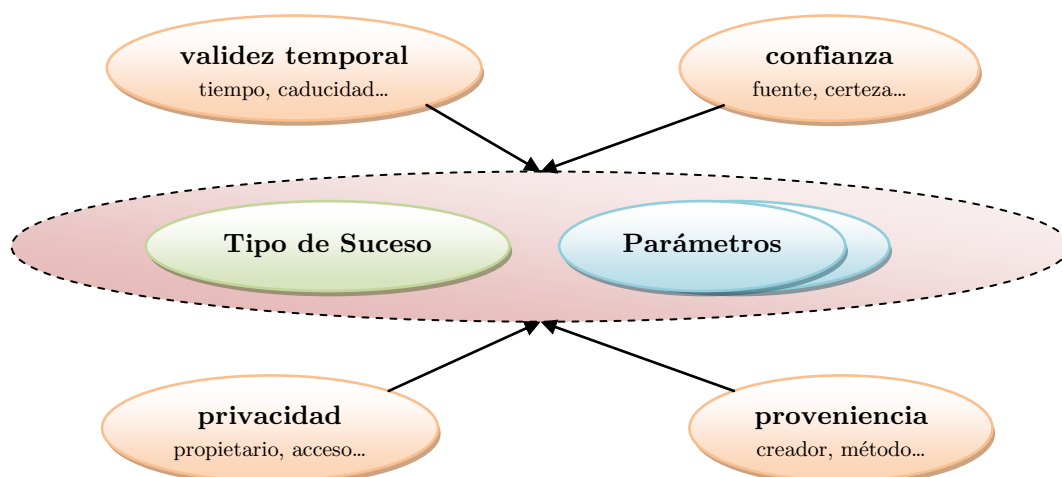 validez temporal
tiempo, caducidad...
confianza
fuente, certeza...
Tipo de Suceso
Parámetros
privacidad
propietario, acceso...
proveniencia
creador, método...